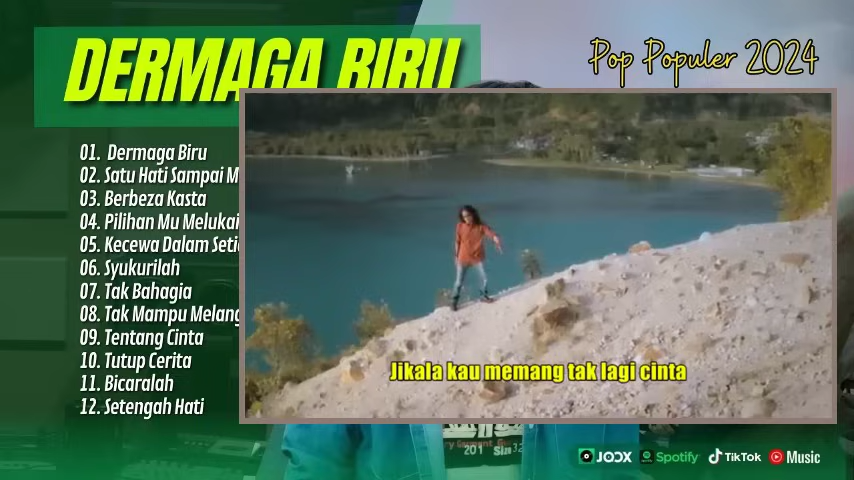 DERMAGA BIRU
Pop Populer 2024
01. Dermaga Biru
02. Satu Hati Sampai M
03. Berbeza Kasta
04. Pilihan Mu Melukai
05. Kecewa Dalam Seti
06. Syukurilah
07. Tak Bahagia
08. Tak Mampu Melang
09. Tentang Cinta
10. Tutup Cerita
11. Bicaralah
12. Setengah Hati
Jikala kau memang tak lagi cinta
201
JOOX Spotify TikTok Music